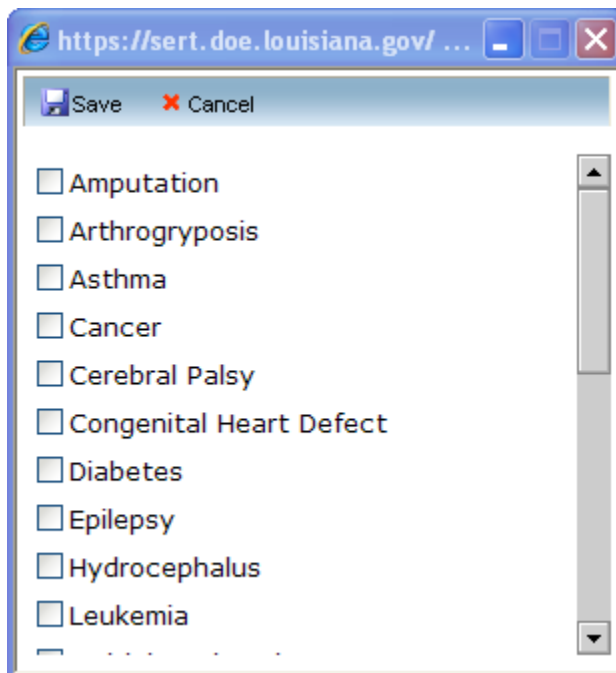 https://sert.doe.louisiana.gov/ ...
Save Cancel
Amputation
Arthrogryposis
Asthma
Cancer
Cerebral Palsy
Congenital Heart Defect
Diabetes
Epilepsy
Hydrocephalus
Leukemia